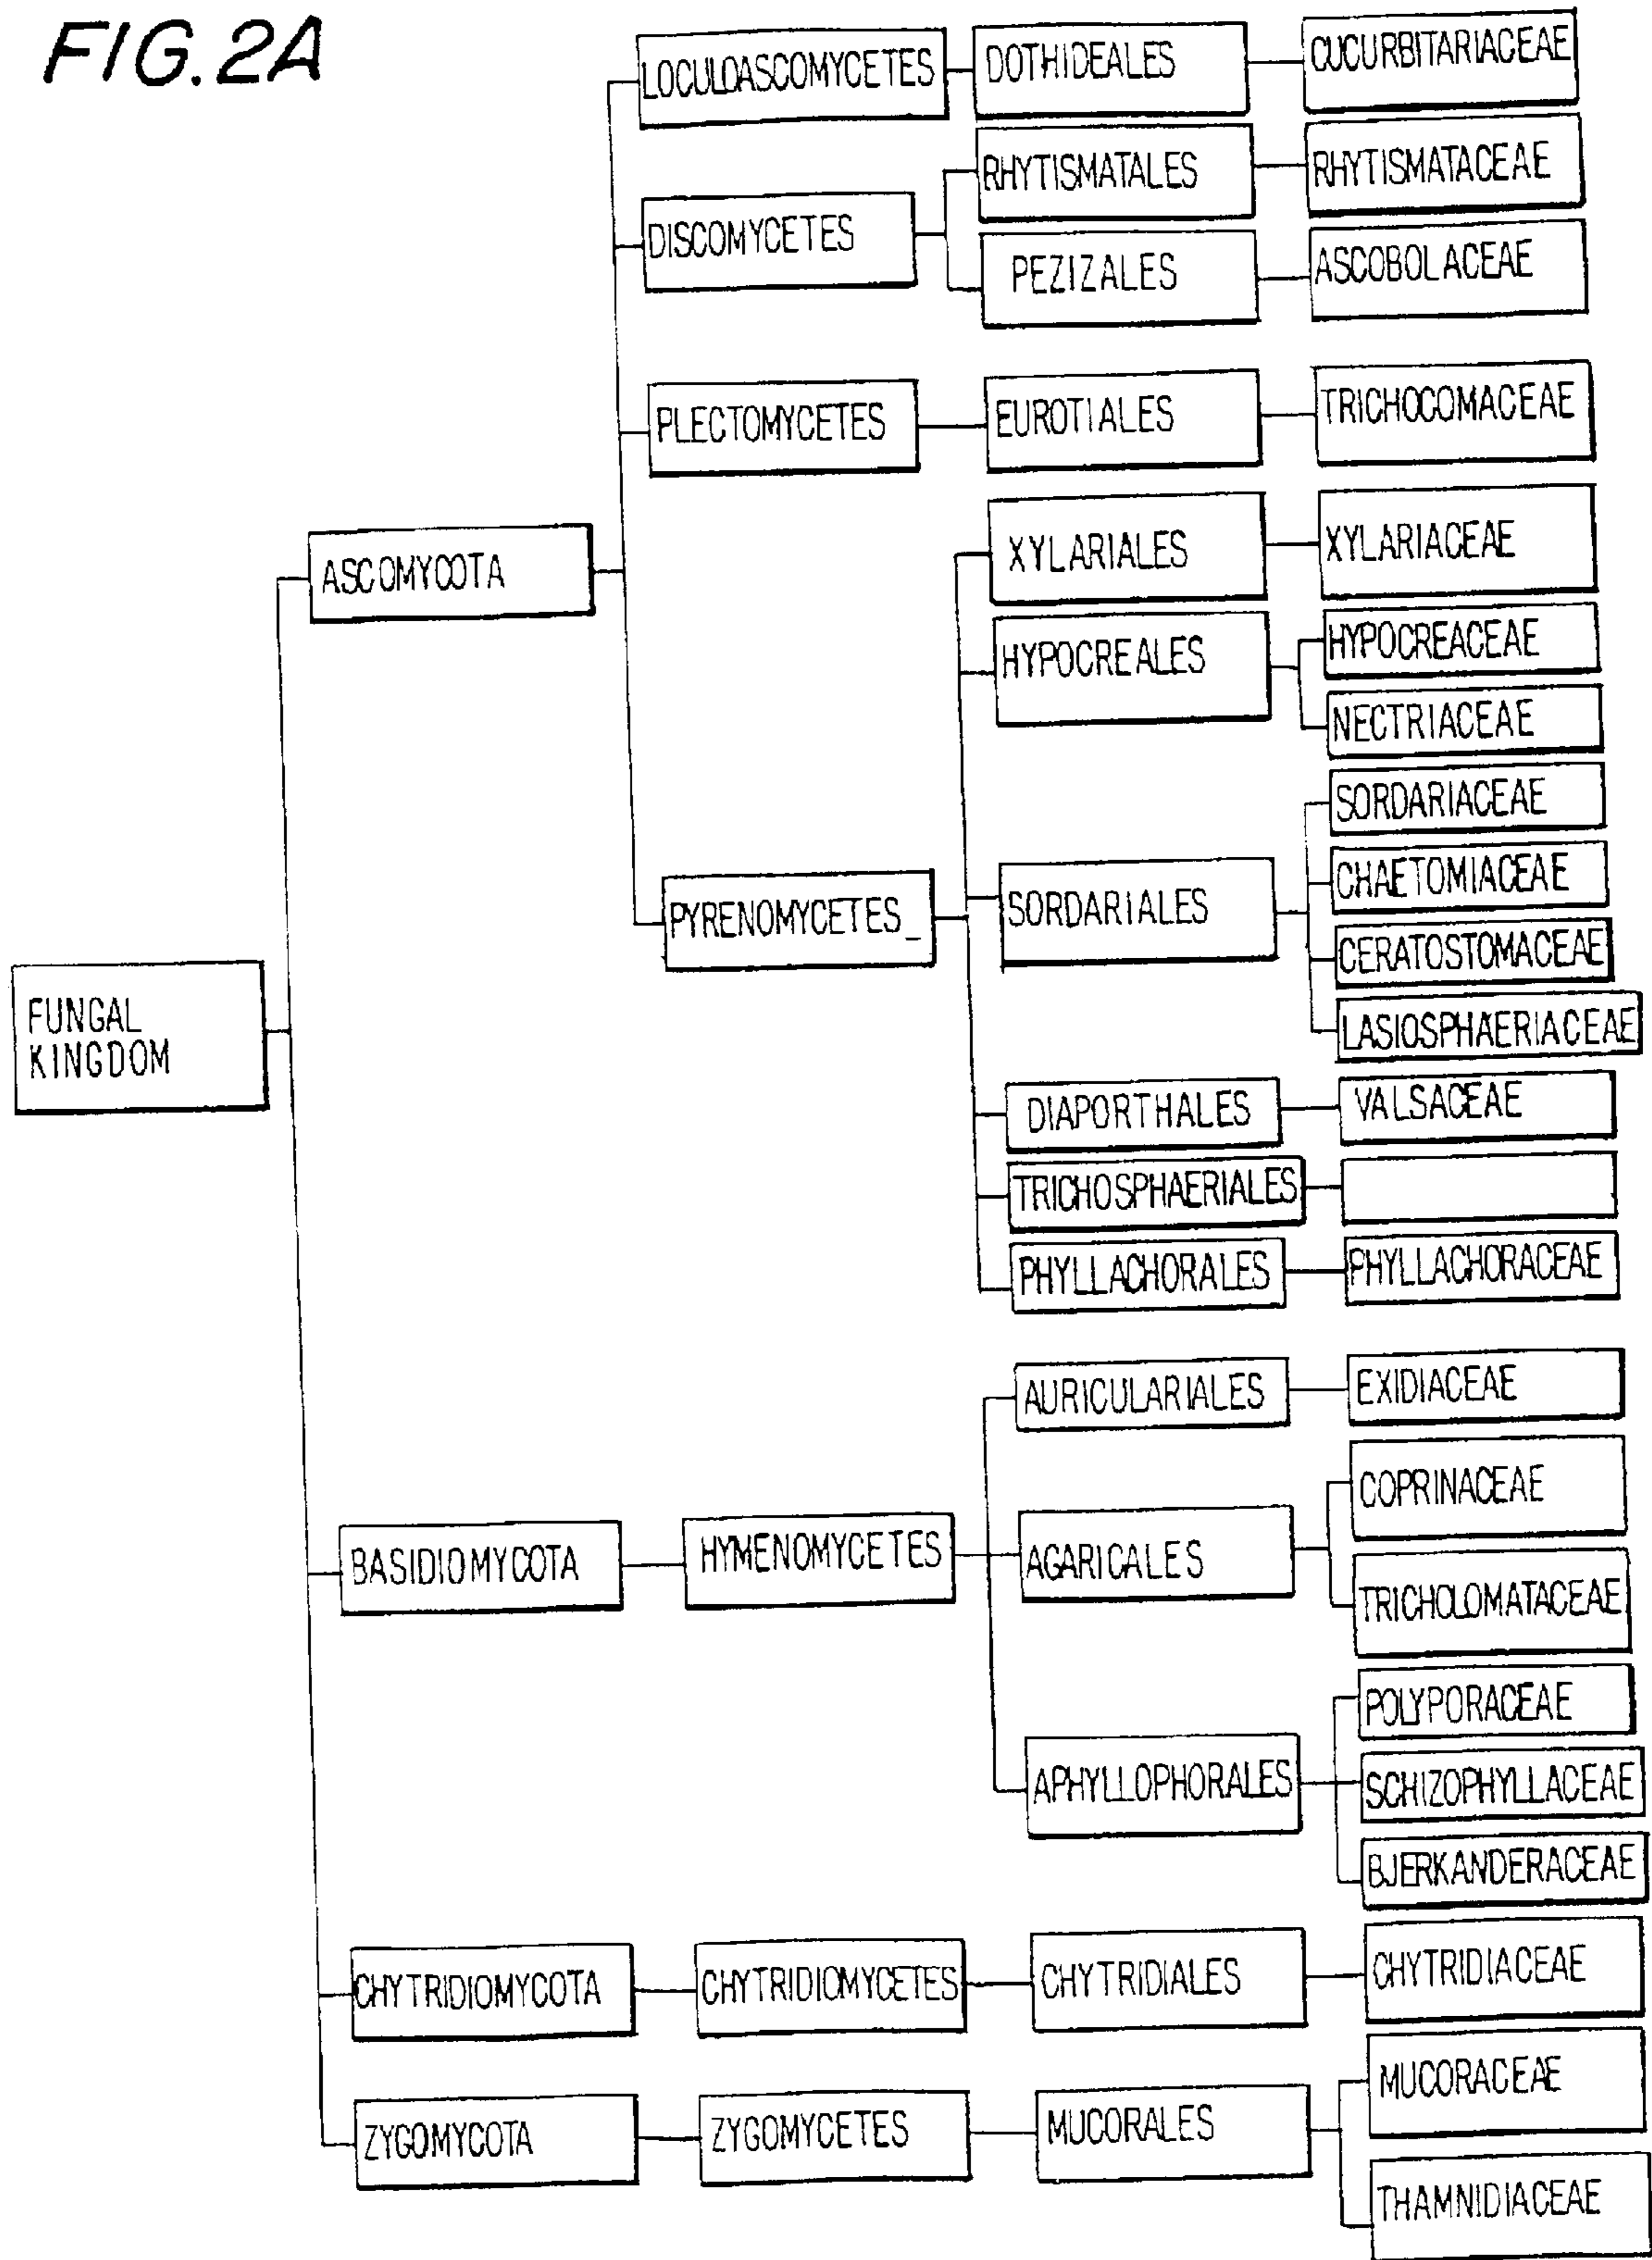 FIG.2A
LOCULOASCOMYCETES
DOTHIDEALES
CUCURBITARIACEAE
DISCOMYCETES
RHYTISMATALES
RHYTISMATACEAE
PEZIZALES
ASCOBOLACEAE
PLECTOMYCETES
EUROTIALES
TRICHOCOMACEAE
ASCOMYCOTA
XYLARIALES
XYLARIACEAE
HYPOCREALES
HYPOCREACEAE
NECTRIACEAE
PYRENOMYCETES_
SORDARIALES
SORDARIACEAE
CHAETOMIACEAE
CERATOSTOMACEAE
LASIOSPHAERIACEAE
FUNGAL
KINGDOM
DIAPORTHALES
VALSACEAE
TRICHOSPHAERIALES
PHYLLACHORALES
PHYLLACHORACEAE
AURICULARIALES
EXIDIACEAE
BASIDIOMYCOTA
HYMENOMYCETES
AGARICALES
COPRINACEAE
TRICHOLOMATACEAE
APHYLLOPHORALES
POLYPORACEAE
SCHIZOPHYLLACEAE
BJERKANDERACEAE
CHYTRIDIOMYCOTA
CHYTRIDIOMYCETES
CHYTRIDIALES
CHYTRIDIACEAE
ZYGOMYCOTA
ZYGOMYCETES
MUCORALES
MUCORACEAE
THAMNIDIACEAE